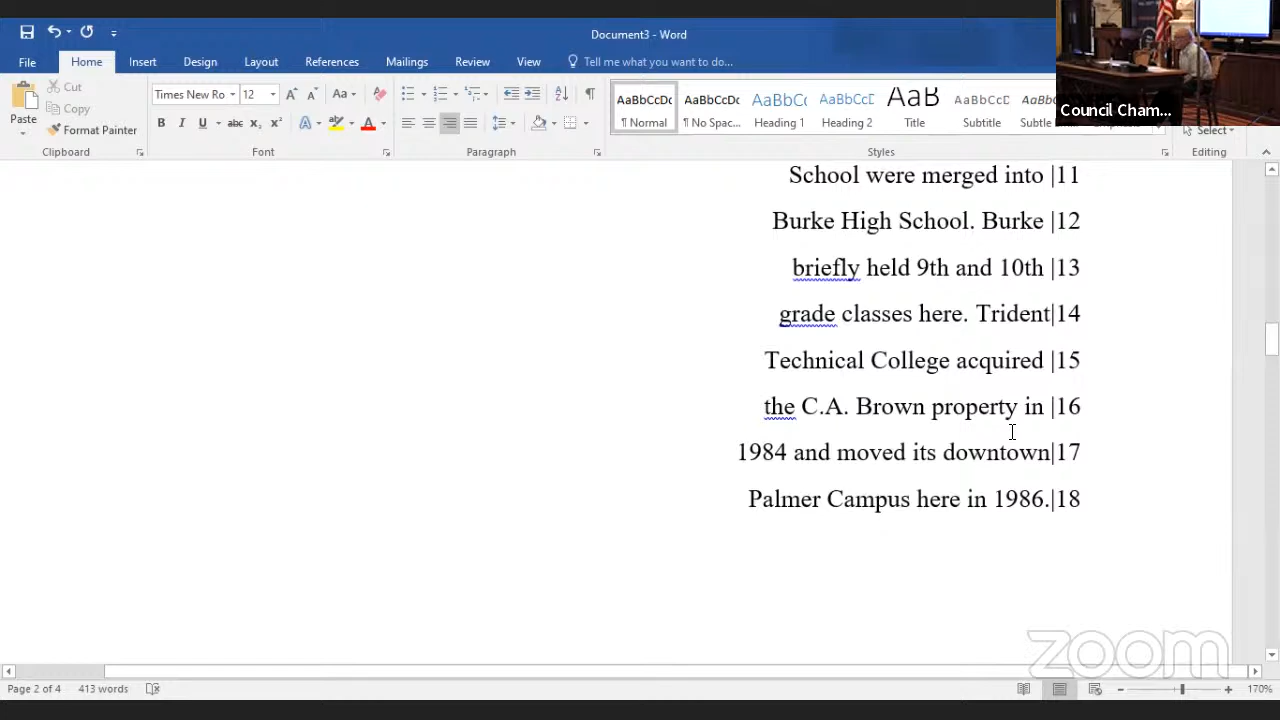 Document3 - Word
File Home Insert Design Layout References Mailings Review View Tell me what you want to do...
Cut
Copy
Paste
Format Painter
Times New Ro 12
AaBbCcDc AaBbCcDc AaBbCc AaBbCcD AaB AaBbCcD AaBbCcD
¶ Normal ¶ No Spac... Heading 1 Heading 2 Title Subtitle
Select
Clipboard Font Paragraph Styles Editing
Council Cham...
School were merged into |11
Burke High School. Burke |12
briefly held 9th and 10th |13
grade classes here. Trident|14
Technical College acquired |15
the C.A. Brown property in |16
1984 and moved its downtown|17
Palmer Campus here in 1986.|18
zoom
Page 2 of 4 413 words
170%